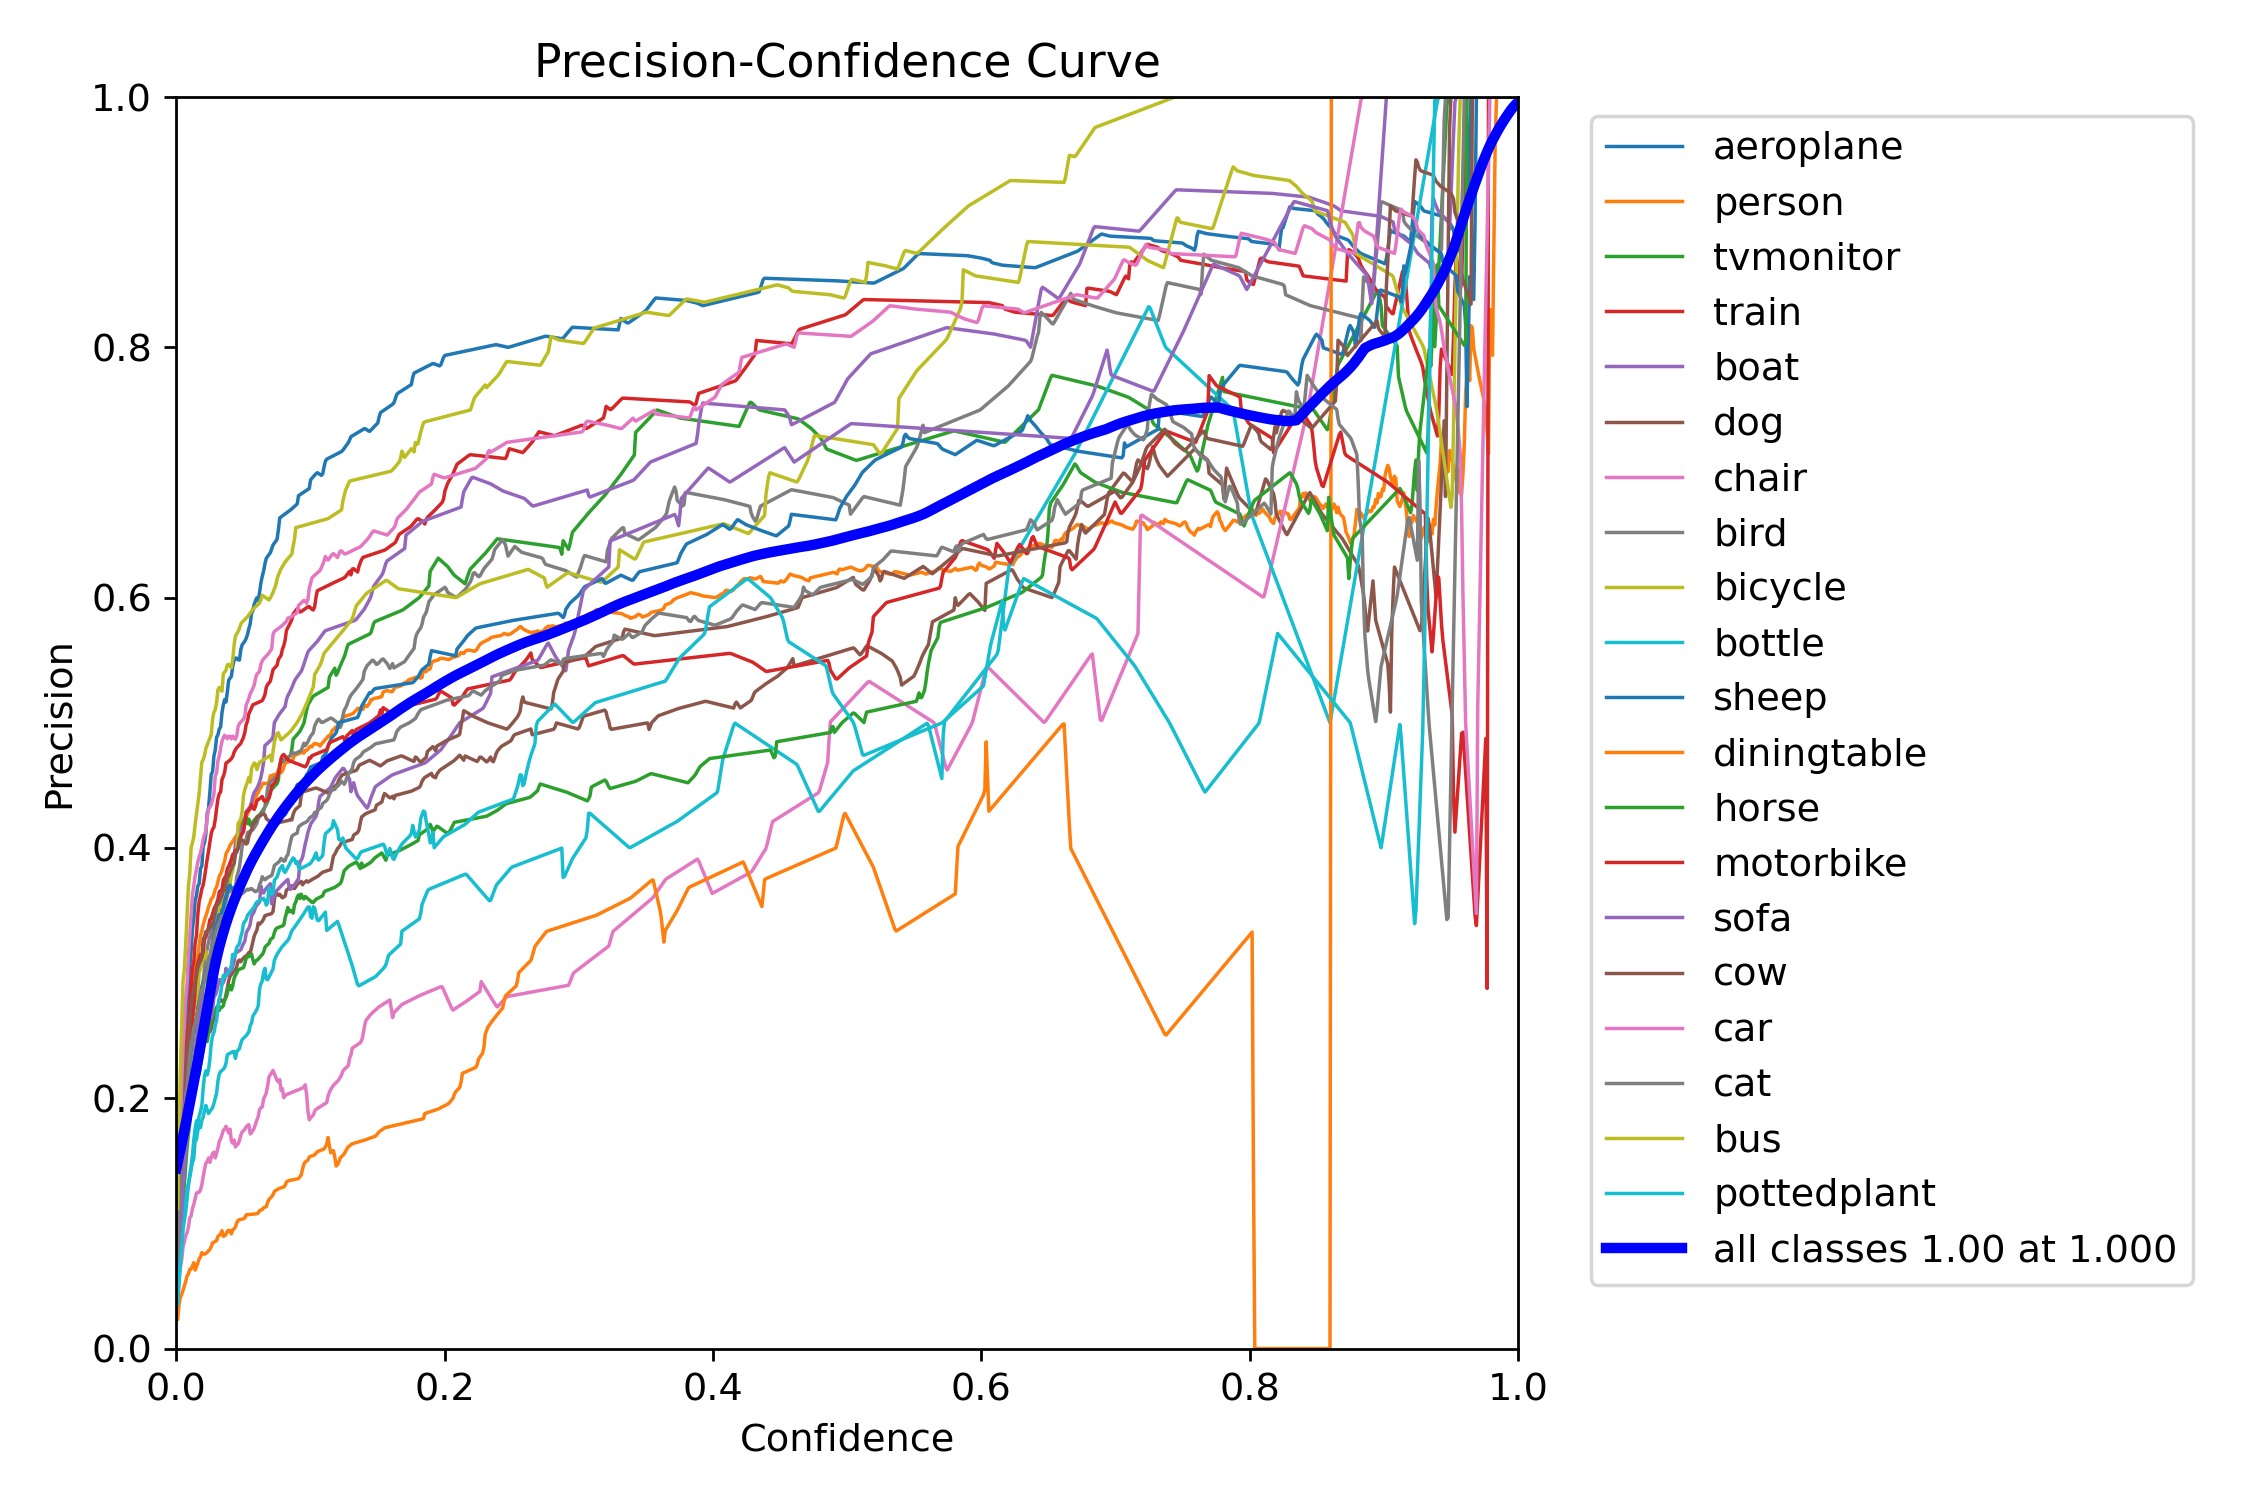 Precision-Confidence Curve
1.0
0.8
0.6
0.4
0.2
0.0
Precision
0.0 0.2 0.4 0.6 0.8 1.0
Confidence
aeroplane
person
tvmonitor
train
boat
dog
chair
bird
bicycle
bottle
sheep
diningtable
horse
motorbike
sofa
cow
car
cat
bus
pottedplant
all classes 1.00 at 1.000